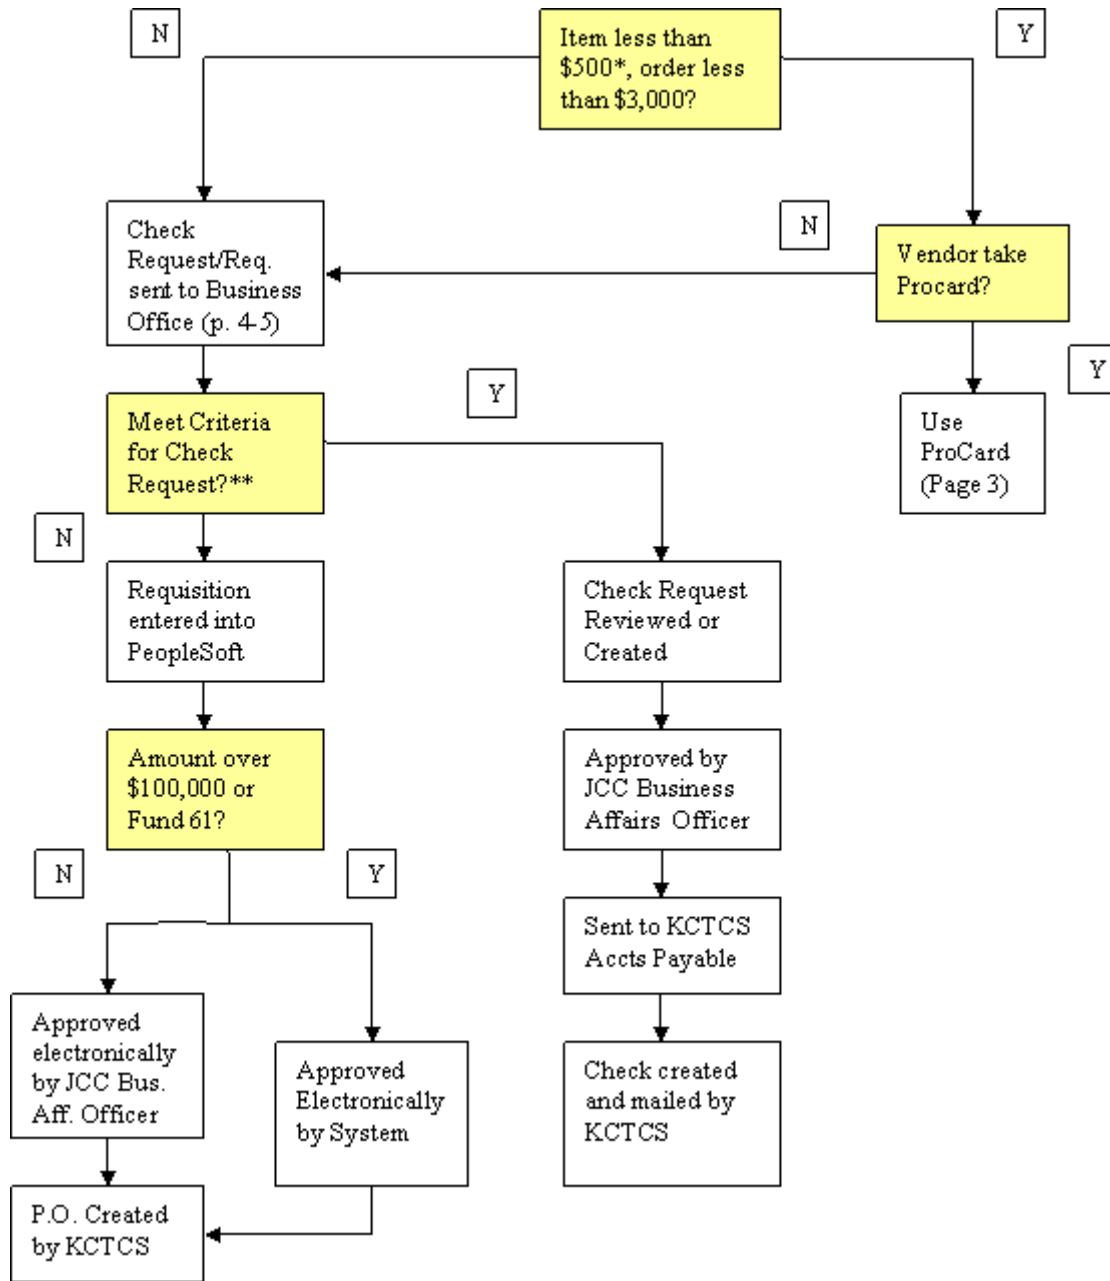 N
Item less than
$500*, order less
than $3,000?
Y
Check
Request/Req.
sent to Business
Office (p. 4-5)
N
Vendor take
Procard?
Y
Meet Criteria
for Check
Request?**
Y
Use
ProCard
(Page 3)
N
Requisition
entered into
PeopleSoft
Check Request
Reviewed or
Created
Amount over
$100,000 or
Fund 61?
Approved by
JCC Business
Affairs Officer
N
Y
Sent to KCTCS
Accts Payable
Approved
electronically
by JCC Bus.
Aff. Officer
Approved
Electronically
by System
Check created
and mailed by
KCTCS
P.O. Created
by KCTCS